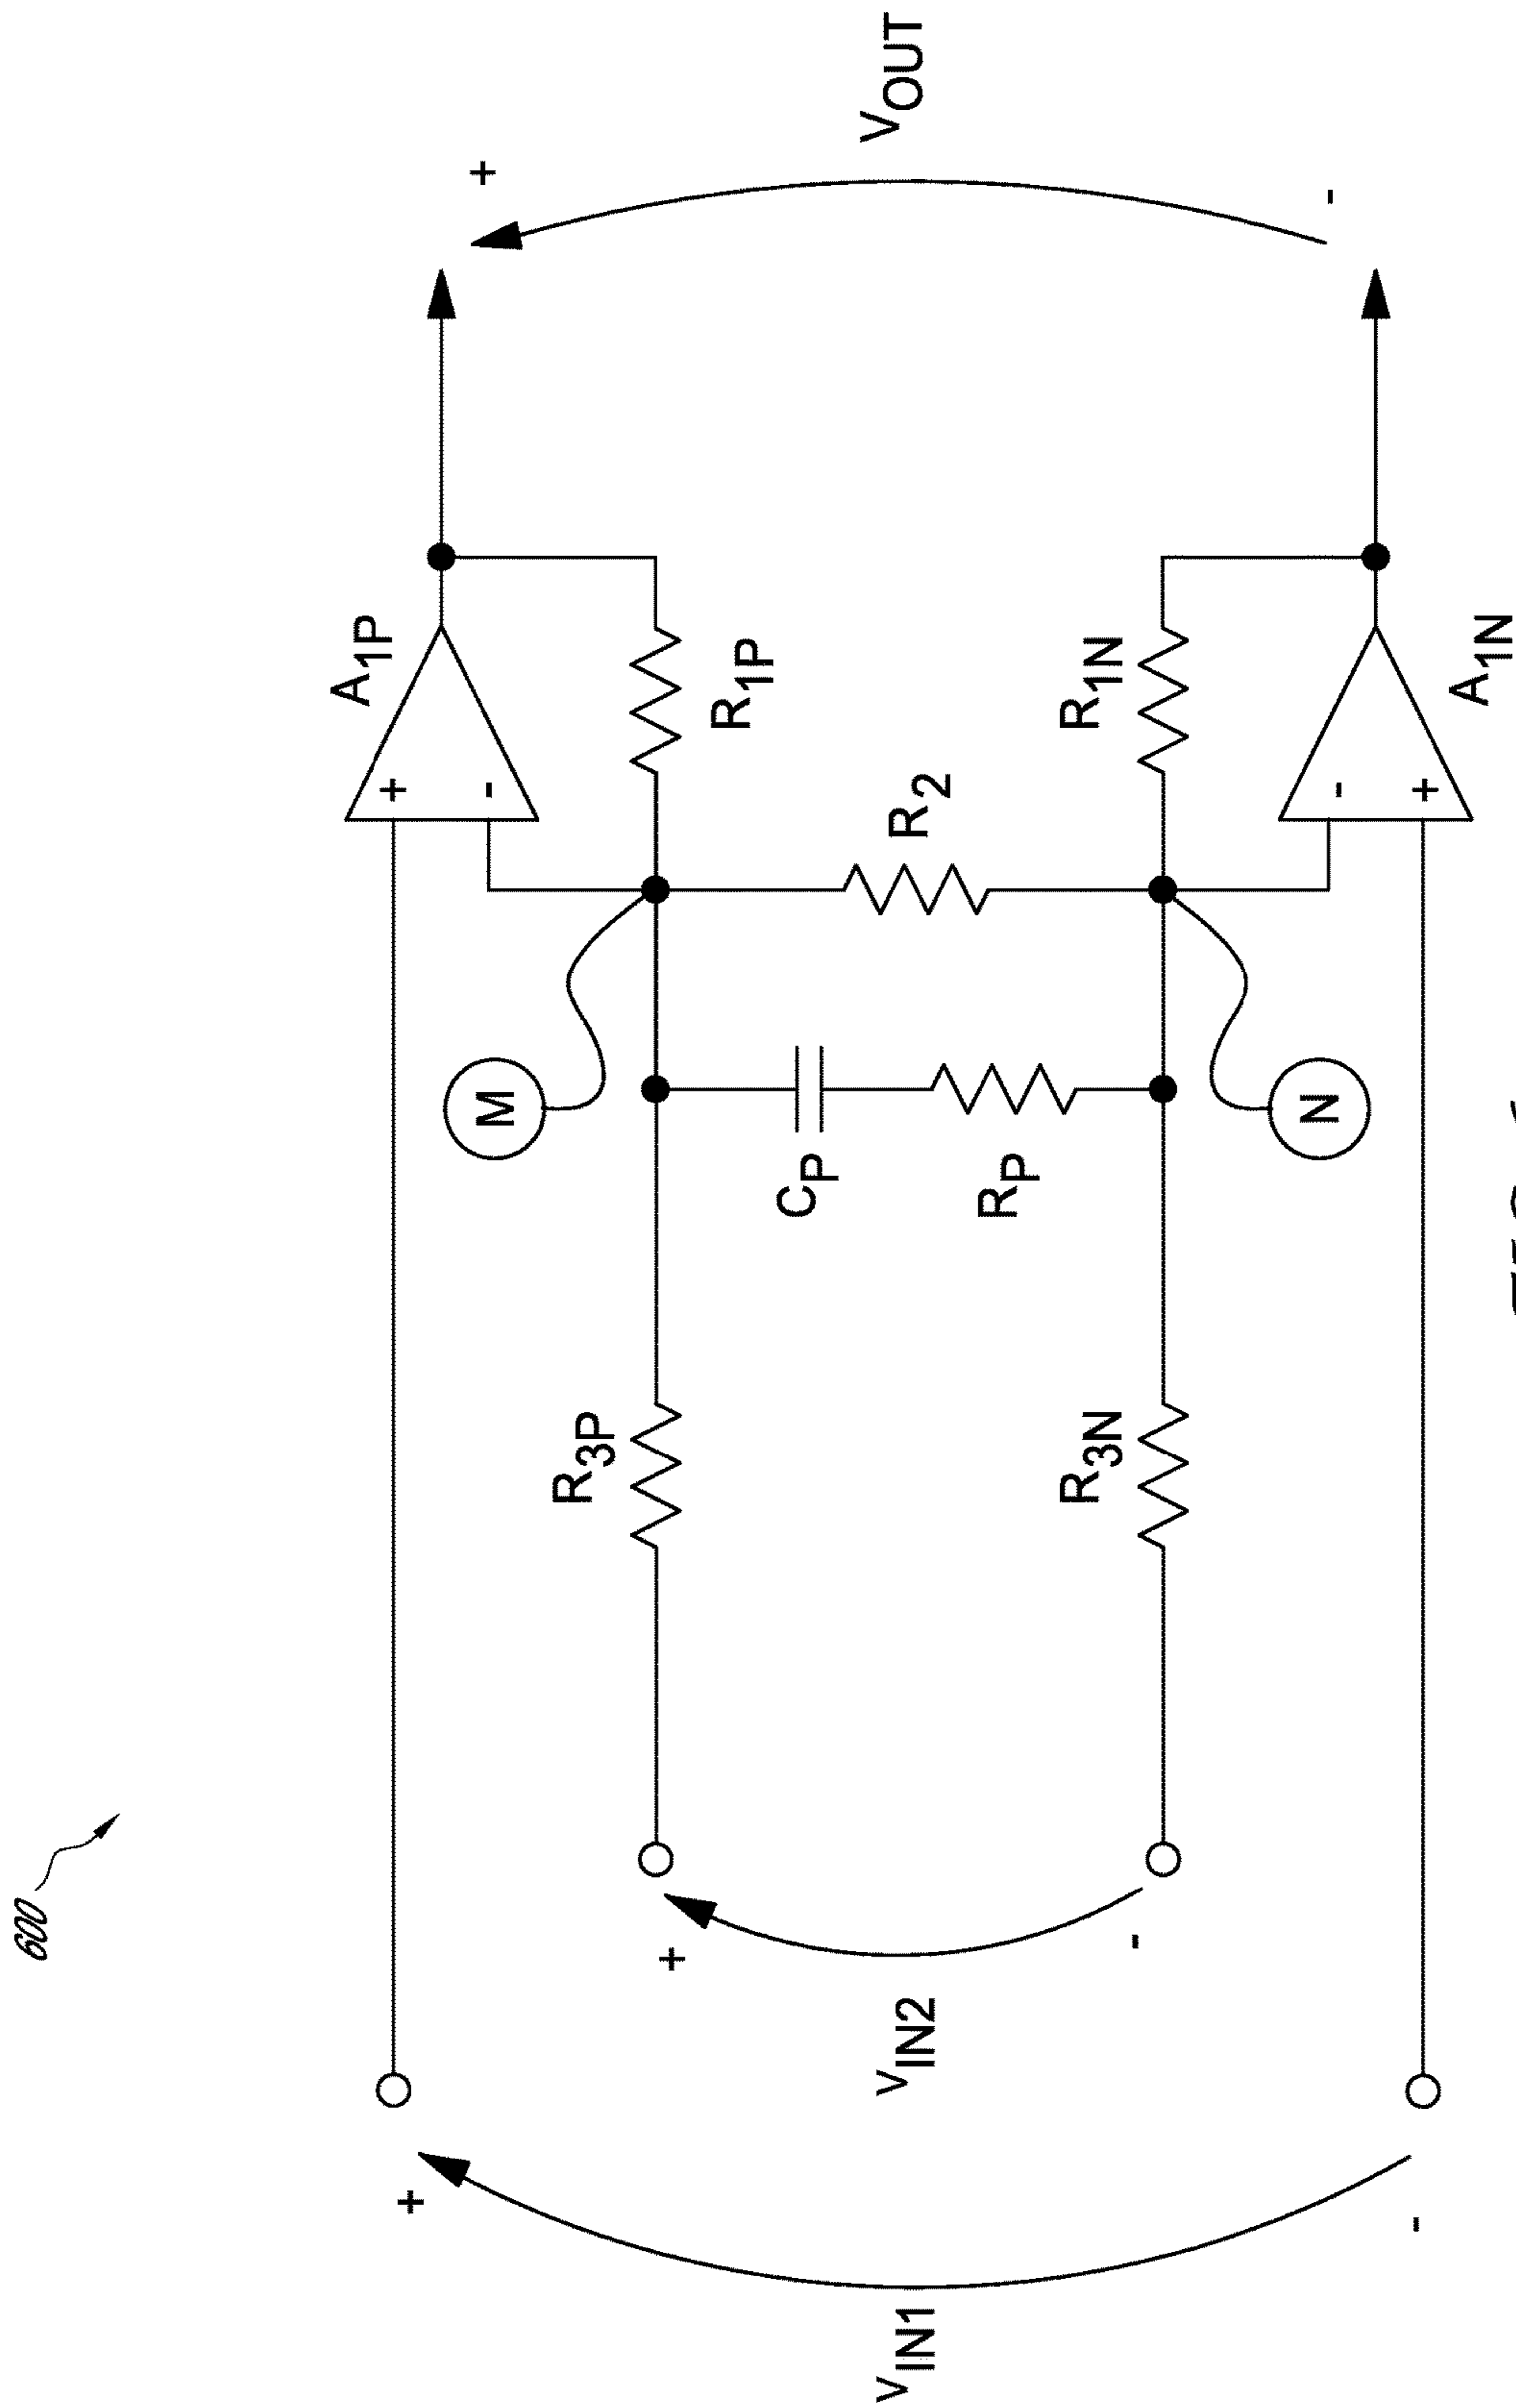 600
A1P
+
-
R1P
VOUT
+
-
M
R2
CP
RP
R3P
R3N
R1N
N
-
+
A1N
VIN2
+
-
VIN1
+
-